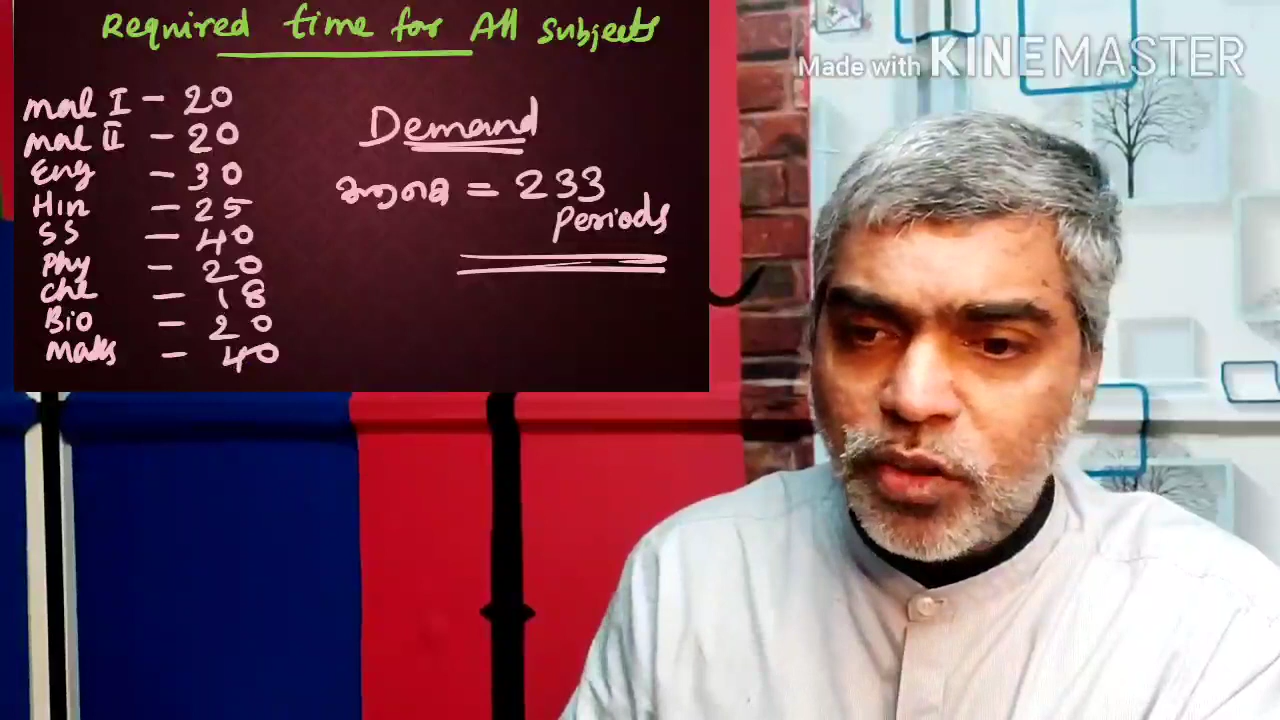 Required time for All subjects
mal I - 20
mal II - 20
Eng - 30
Hin - 25
SS - 40
Phy - 20
Che - 18
Bio - 20
Maths - 40
Demand
= 233
Periods
Made with KINEMASTER